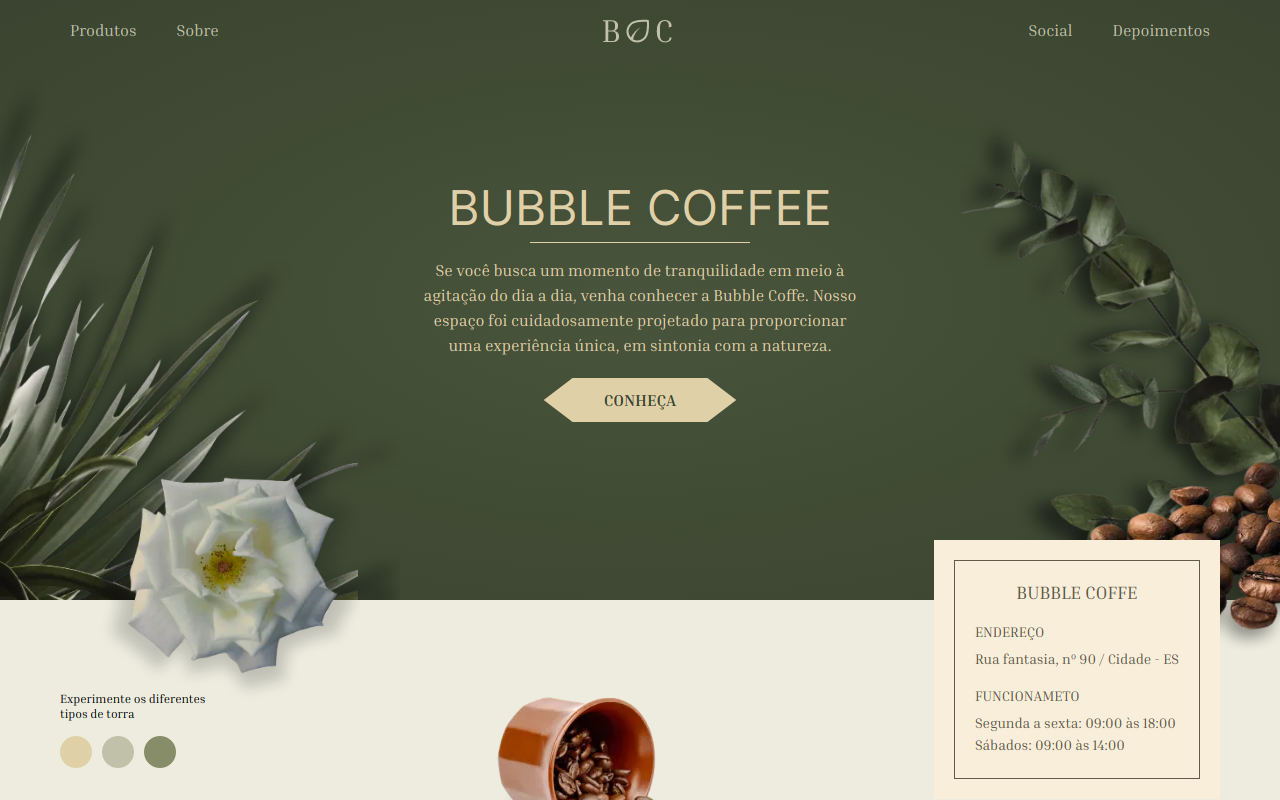 Produtos
Sobre
B C
Social
Depoimentos
BUBBLE COFFEE
Se você busca um momento de tranquilidade em meio à
agitação do dia a dia, venha conhecer a Bubble Coffe. Nosso
espaço foi cuidadosamente projetado para proporcionar
uma experiência única, em sintonia com a natureza.
CONHEÇA
BUBBLE COFFE
ENDEREÇO
Rua fantasia, nº 90 / Cidade - ES
FUNCIONAMETO
Segunda a sexta: 09:00 às 18:00
Sábados: 09:00 às 14:00
Experimente os diferentes
tipos de torra